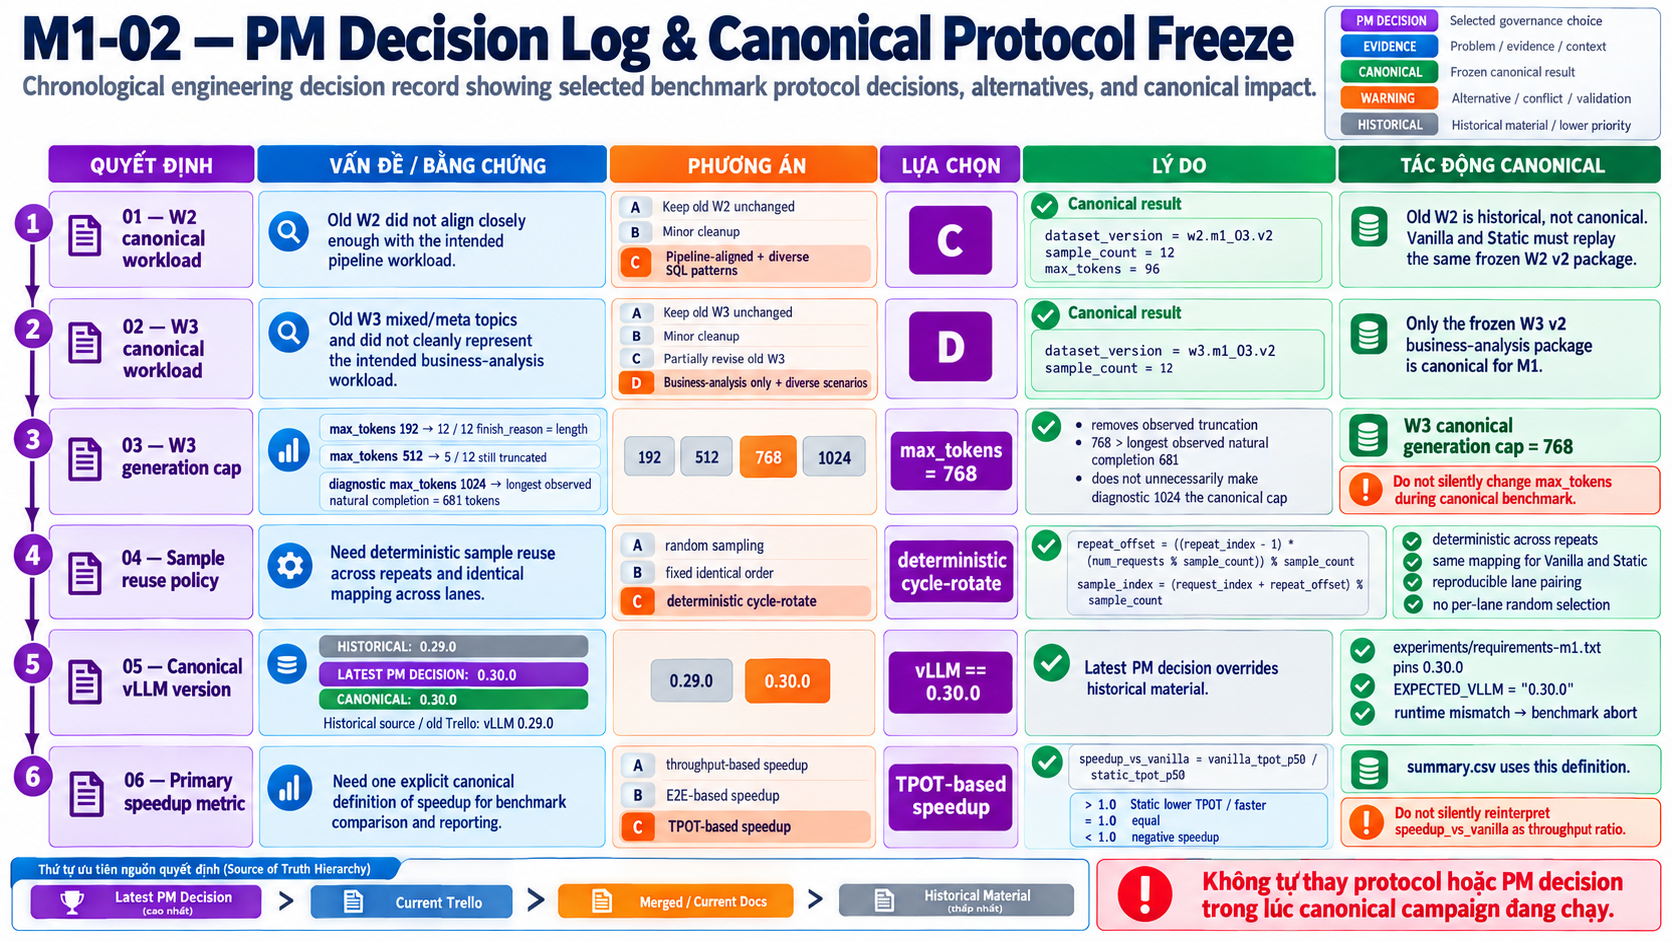 M1-02 — PM Decision Log & Canonical Protocol Freeze
Chronological engineering decision record showing selected benchmark protocol decisions, alternatives, and canonical impact.
PM DECISION Selected governance choice
EVIDENCE Problem / evidence / context
CANONICAL Frozen canonical result
WARNING Alternative / conflict / validation
HISTORICAL Historical material / lower priority
QUYẾT ĐỊNH
VẤN ĐỀ / BẰNG CHỨNG
PHƯƠNG ÁN
LỰA CHỌN
LÝ DO
TÁC ĐỘNG CANONICAL
1
01 — W2
canonical
workload
Old W2 did not align closely
enough with the intended
pipeline workload.
A Keep old W2 unchanged
B Minor cleanup
C Pipeline-aligned + diverse
SQL patterns
C
Canonical result
dataset_version = w2.m1_03.v2
sample_count = 12
max_tokens = 96
Old W2 is historical, not canonical.
Vanilla and Static must replay
the same frozen W2 v2 package.
2
02 — W3
canonical
workload
Old W3 mixed/meta topics
and did not cleanly represent
the intended business-analysis
workload.
A Keep old W3 unchanged
B Minor cleanup
C Partially revise old W3
D Business-analysis only + diverse scenarios
D
Canonical result
dataset_version = w3.m1_03.v2
sample_count = 12
Only the frozen W3 v2
business-analysis package
is canonical for M1.
3
03 — W3
generation cap
max_tokens 192 → 12 / 12 finish_reason = length
max_tokens 512 → 5 / 12 still truncated
diagnostic max_tokens 1024 → longest observed
natural completion = 681 tokens
192
512
768
1024
max_tokens
= 768
• removes observed truncation
• 768 > longest observed natural
completion 681
• does not unnecessarily make
diagnostic 1024 the canonical cap
W3 canonical
generation cap = 768
Do not silently change max_tokens
during canonical benchmark.
4
04 — Sample
reuse policy
Need deterministic sample reuse
across repeats and identical
mapping across lanes.
A random sampling
B fixed identical order
C deterministic cycle-rotate
deterministic
cycle-rotate
repeat_offset = ((repeat_index - 1) *
(num_requests % sample_count)) % sample_count
sample_index = (request_index + repeat_offset) %
sample_count
deterministic across repeats
same mapping for Vanilla and Static
reproducible lane pairing
no per-lane random selection
5
05 — Canonical
vLLM version
HISTORICAL: 0.29.0
LATEST PM DECISION: 0.30.0
CANONICAL: 0.30.0
Historical source / old Trello: vLLM 0.29.0
0.29.0
0.30.0
vLLM ==
0.30.0
Latest PM decision overrides
historical material.
experiments/requirements-m1.txt
pins 0.30.0
EXPECTED_VLLM = "0.30.0"
runtime mismatch → benchmark abort
6
06 — Primary
speedup metric
Need one explicit canonical
definition of speedup for benchmark
comparison and reporting.
A throughput-based speedup
B E2E-based speedup
C TPOT-based speedup
TPOT-based
speedup
speedup_vs_vanilla = vanilla_tpot_p50 /
static_tpot_p50
> 1.0 Static lower TPOT / faster
= 1.0 equal
< 1.0 negative speedup
summary.csv uses this definition.
Do not silently reinterpret
speedup_vs_vanilla as throughput ratio.
Thứ tự ưu tiên nguồn quyết định (Source of Truth Hierarchy)
Latest PM Decision
(cao nhất)
>
Current Trello
>
Merged / Current Docs
>
Historical Material
(thấp nhất)
Không tự thay protocol hoặc PM decision
trong lúc canonical campaign đang chạy.